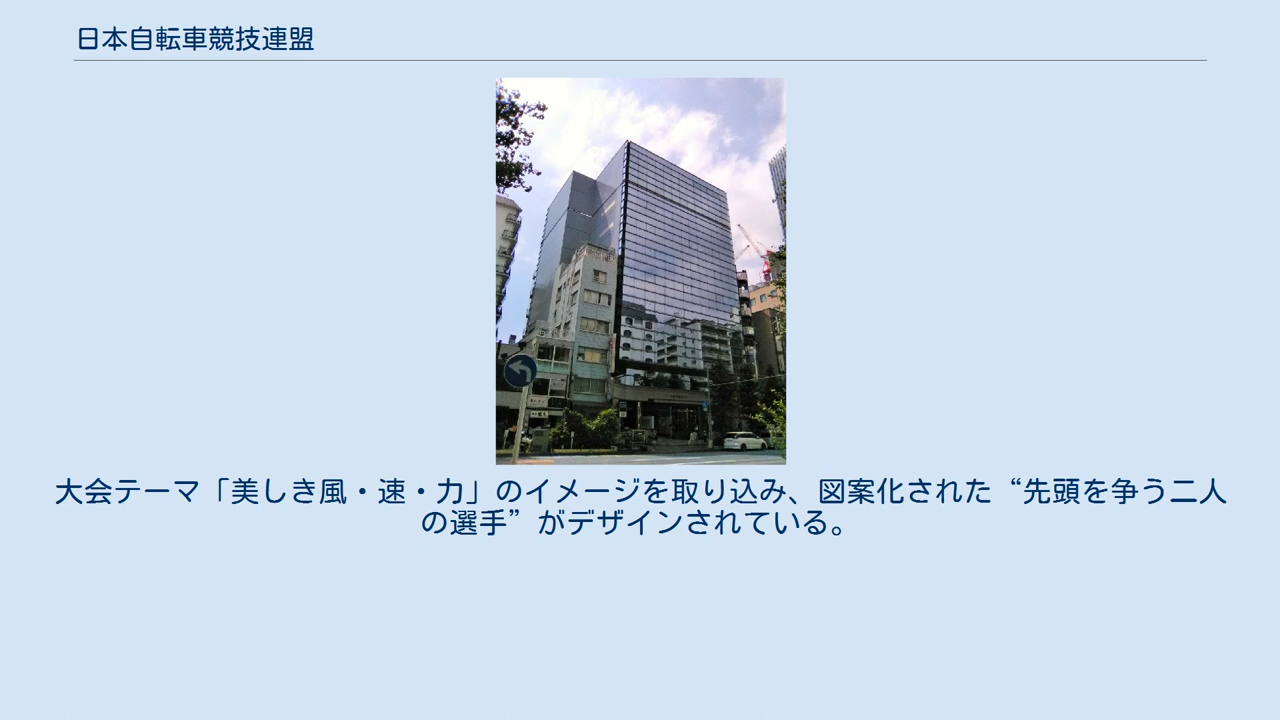 日本自転車競技連盟
大会テーマ「美しき風・速・力」のイメージを取り込み、図案化された“先頭を争う二人
の選手”がデザインされている。